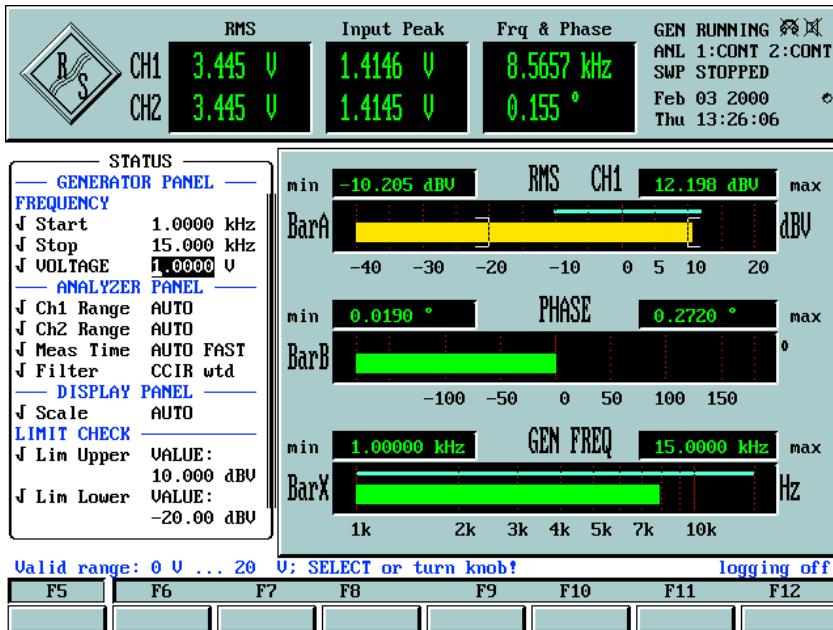 RMS Input Peak Frq & Phase
R S
CH1 3.445 V 1.4146 V 8.5657 kHz
CH2 3.445 V 1.4145 V 0.155 °
GEN RUNNING
ANL 1:CONT 2:CONT
SWP STOPPED
Feb 03 2000
Thu 13:26:06
STATUS
GENERATOR PANEL
FREQUENCY
√ Start 1.0000 kHz
√ Stop 15.000 kHz
√ VOLTAGE 1.0000 V
ANALYZER PANEL
√ Ch1 Range AUTO
√ Ch2 Range AUTO
√ Meas Time AUTO FAST
√ Filter CCIR wtd
DISPLAY PANEL
√ Scale AUTO
LIMIT CHECK
√ Lim Upper VALUE:
10.000 dBV
√ Lim Lower VALUE:
-20.00 dBV
min -10.205 dBV RMS CH1 12.198 dBV max
BarA dBV
-40 -30 -20 -10 0 5 10 20
min 0.0190 ° PHASE 0.2720 ° max
BarB °
-100 -50 0 50 100 150
min 1.00000 kHz GEN FREQ 15.0000 kHz max
BarX Hz
1k 2k 3k 4k 5k 7k 10k
Valid range: 0 V ... 20 V; SELECT or turn knob! logging off
F5 F6 F7 F8 F9 F10 F11 F12